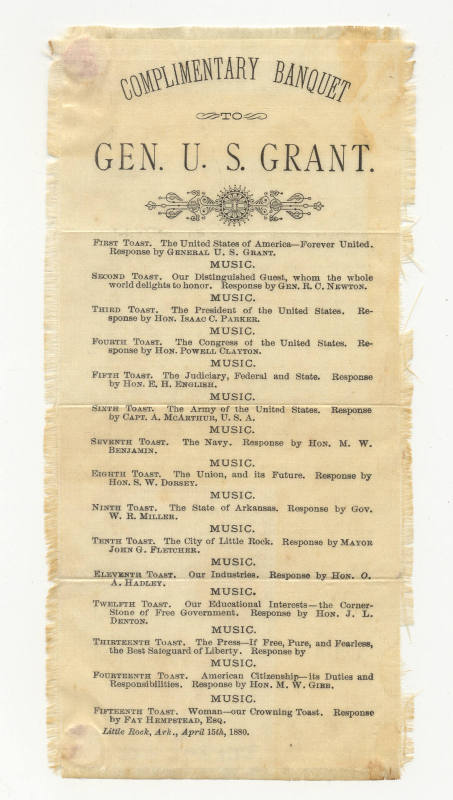 COMPLIMENTARY BANQUET
TO
GEN. U. S. GRANT.
FIRST TOAST. The United States of America—Forever United.
Response by GENERAL U. S. GRANT.
MUSIC.
SECOND TOAST. Our Distinguished Guest, whom the whole
world delights to honor. Response by GEN. R. C. NEWTON.
MUSIC.
THIRD TOAST. The President of the United States. Re-
sponse by HON. ISAAC C. PARKER.
MUSIC.
FOURTH TOAST. The Congress of the United States. Re-
sponse by HON. POWELL CLAYTON.
MUSIC.
FIFTH TOAST. The Judiciary, Federal and State. Response
by HON. E. H. ENGLISH.
MUSIC.
SIXTH TOAST. The Army of the United States. Response
by CAPT. A. MCARTHUR, U. S. A.
MUSIC.
SEVENTH TOAST. The Navy. Response by HON. M. W.
BENJAMIN.
MUSIC.
EIGHTH TOAST. The Union, and its Future. Response by
HON. S. W. DORSEY.
MUSIC.
NINTH TOAST. The State of Arkansas. Response by Gov.
W. R. MILLER.
MUSIC.
TENTH TOAST. The City of Little Rock. Response by MAYOR
JOHN G. FLETCHER.
MUSIC.
ELEVENTH TOAST. Our Industries. Response by HON. O.
A. HADLEY.
MUSIC.
TWELFTH TOAST. Our Educational Interests—the Corner-
Stone of Free Government. Response by HON. J. L.
DENTON.
MUSIC.
THIRTEENTH TOAST. The Press—If Free, Pure, and Fearless,
the Best Safeguard of Liberty. Response by
MUSIC.
FOURTEENTH TOAST. American Citizenship—its Duties and
Responsibilities. Response by HON. M. W. GIBB.
MUSIC.
FIFTEENTH TOAST. Woman—our Crowning Toast. Response
by FAY HEMPSTEAD, ESQ.
Little Rock, Ark., April 15th, 1880.